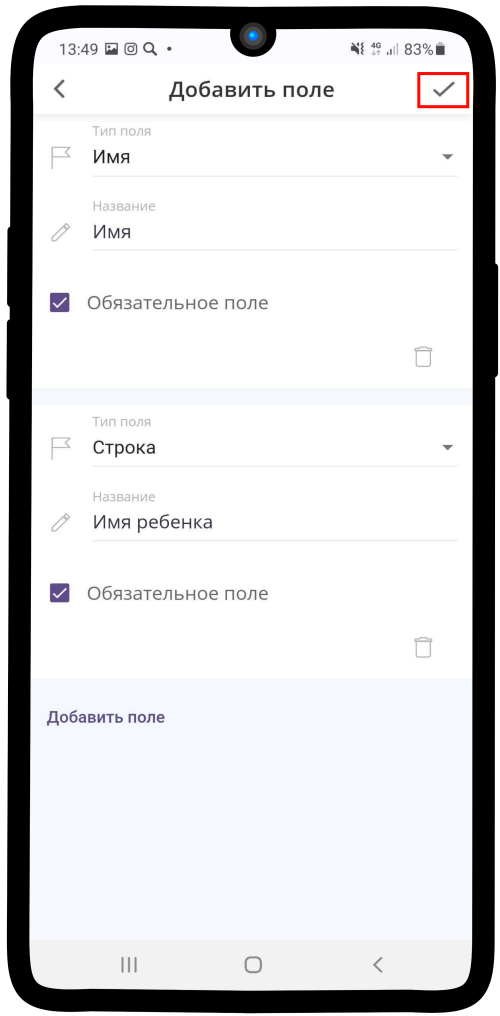 13:49 4G 83%
Добавить поле
Тип поля
Имя
Название
Имя
Обязательное поле
Тип поля
Строка
Название
Имя ребенка
Обязательное поле
Добавить поле